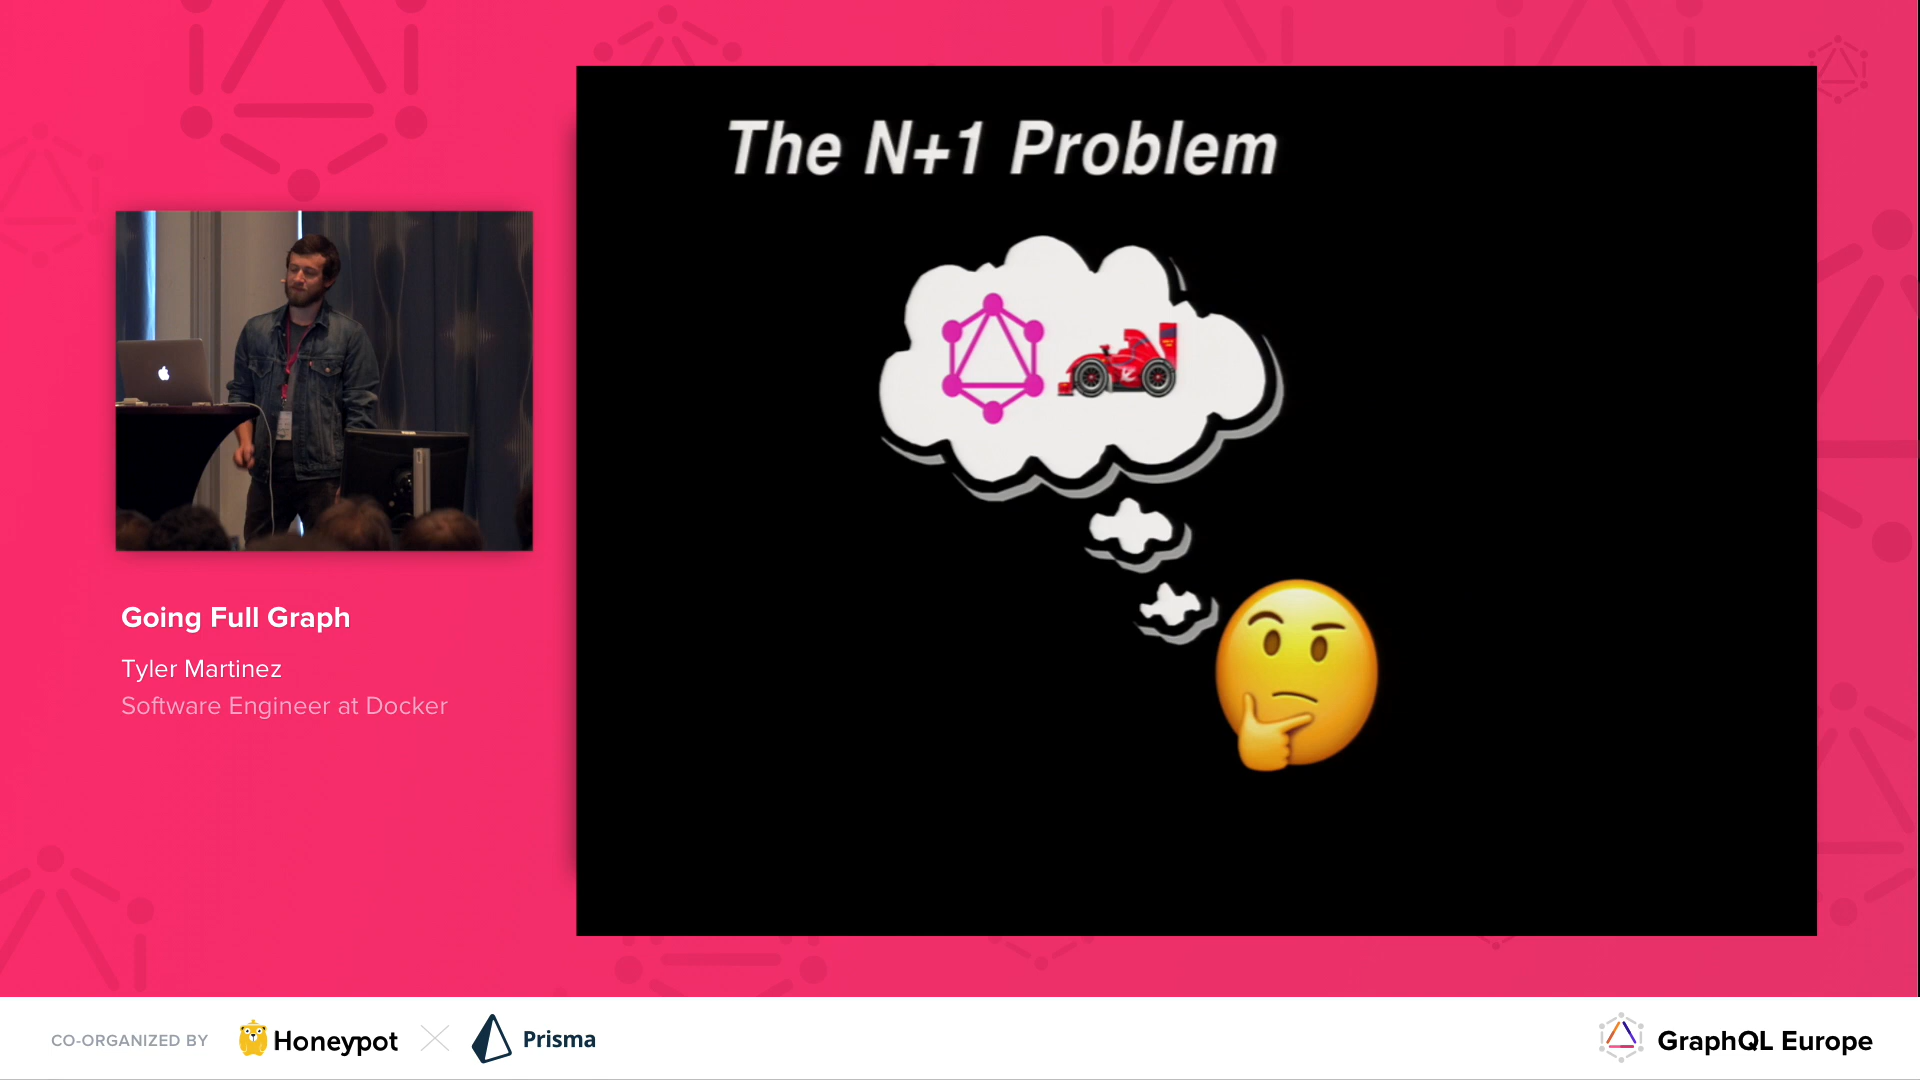 The N+1 Problem
Going Full Graph
Tyler Martinez
Software Engineer at Docker
CO-ORGANIZED BY
Honeypot
Prisma
GraphQL Europe